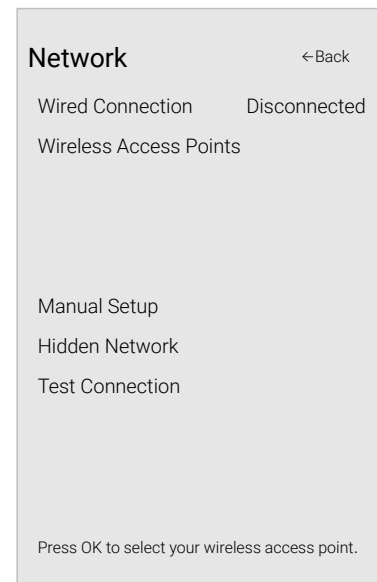 Network ←Back
Wired Connection Disconnected
Wireless Access Points
Manual Setup
Hidden Network
Test Connection
Press OK to select your wireless access point.